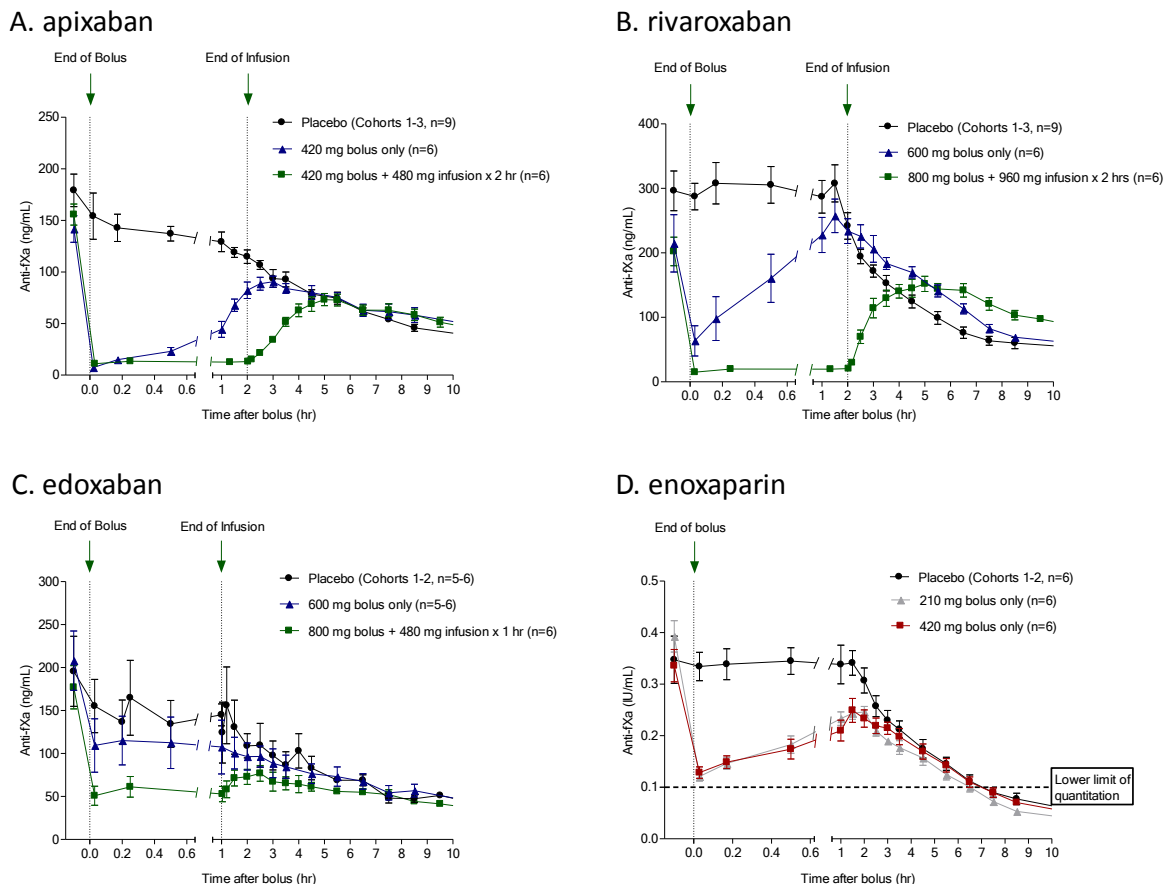 A. apixaban
End of Bolus
End of Infusion
Placebo (Cohorts 1-3, n=9)
420 mg bolus only (n=6)
420 mg bolus + 480 mg infusion x 2 hr (n=6)
Anti-fXa (ng/mL)
250
200
150
100
50
0
0.0 0.2 0.4 0.6 1 2 3 4 5 6 7 8 9 10
Time after bolus (hr)
B. rivaroxaban
End of Bolus
End of Infusion
Placebo (Cohorts 1-3, n=9)
600 mg bolus only (n=6)
800 mg bolus + 960 mg infusion x 2 hrs (n=6)
Anti-fXa (ng/mL)
400
300
200
100
0
0.0 0.2 0.4 0.6 1 2 3 4 5 6 7 8 9 10
Time after bolus (hr)
C. edoxaban
End of Bolus
End of Infusion
Placebo (Cohorts 1-2, n=5-6)
600 mg bolus only (n=5-6)
800 mg bolus + 480 mg infusion x 1 hr (n=6)
Anti-fXa (ng/mL)
300
250
200
150
100
50
0
0.0 0.2 0.4 0.6 1 2 3 4 5 6 7 8 9 10
Time after bolus (hr)
D. enoxaparin
End of bolus
Placebo (Cohorts 1-2, n=6)
210 mg bolus only (n=6)
420 mg bolus only (n=6)
Anti-fXa (IU/mL)
0.5
0.4
0.3
0.2
0.1
0.0
Lower limit of
quantitation
0.0 0.2 0.4 0.6 1 2 3 4 5 6 7 8 9 10
Time after bolus (hr)